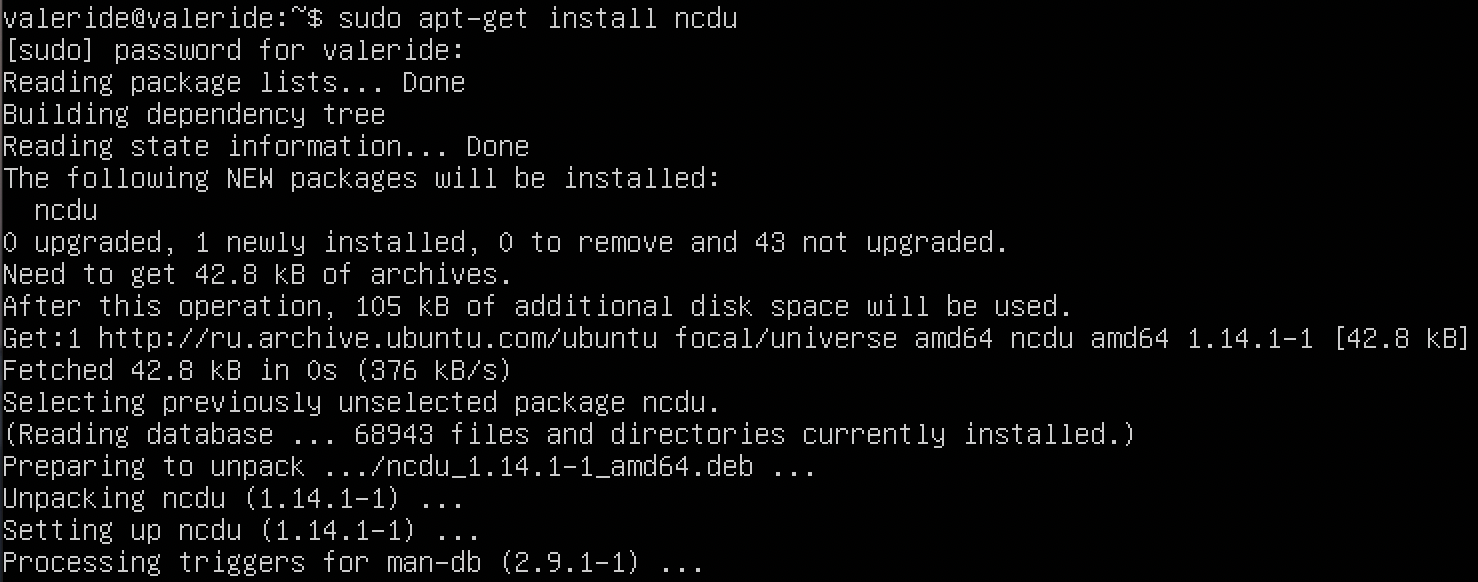 valeride@valeride:~$ sudo apt-get install ncdu
[sudo] password for valeride:
Reading package lists... Done
Building dependency tree
Reading state information... Done
The following NEW packages will be installed:
  ncdu
0 upgraded, 1 newly installed, 0 to remove and 43 not upgraded.
Need to get 42.8 kB of archives.
After this operation, 105 kB of additional disk space will be used.
Get:1 http://ru.archive.ubuntu.com/ubuntu focal/universe amd64 ncdu amd64 1.14.1-1 [42.8 kB]
Fetched 42.8 kB in 0s (376 kB/s)
Selecting previously unselected package ncdu.
(Reading database ... 68943 files and directories currently installed.)
Preparing to unpack .../ncdu_1.14.1-1_amd64.deb ...
Unpacking ncdu (1.14.1-1) ...
Setting up ncdu (1.14.1-1) ...
Processing triggers for man-db (2.9.1-1) ...